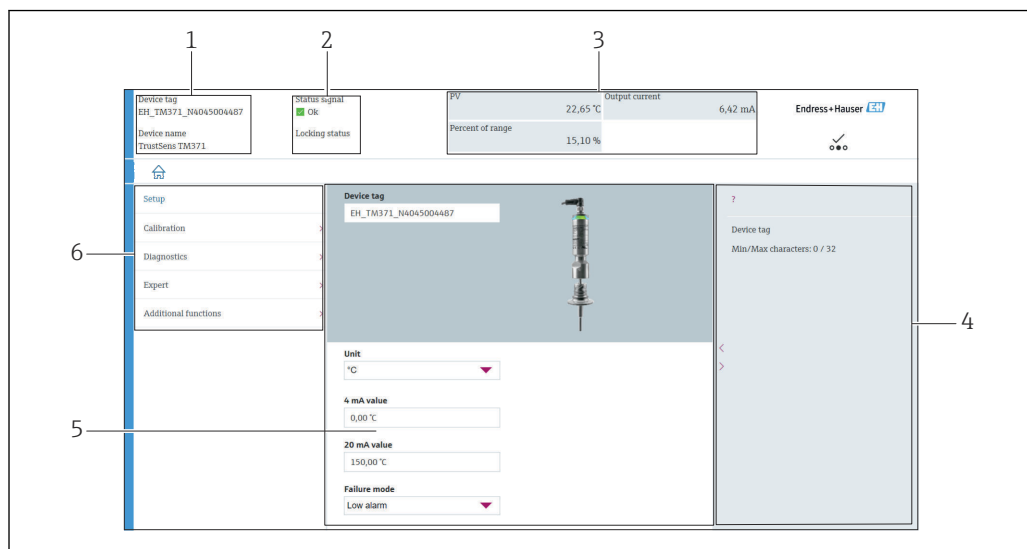 1
2
3
Device tag
EH_TM371_N4045004487
Device name
TrustSens TM371
Status signal
Ok
Locking status
PV
22,65 °C
Output current
6,42 mA
Percent of range
15,10 %
Endress+Hauser EH
Setup
Calibration
Diagnostics
Expert
Additional functions
6
Device tag
EH_TM371_N4045004487
?
Device tag
Min/Max characters: 0 / 32
4
Unit
°C
4 mA value
0,00 °C
5
20 mA value
150,00 °C
Failure mode
Low alarm